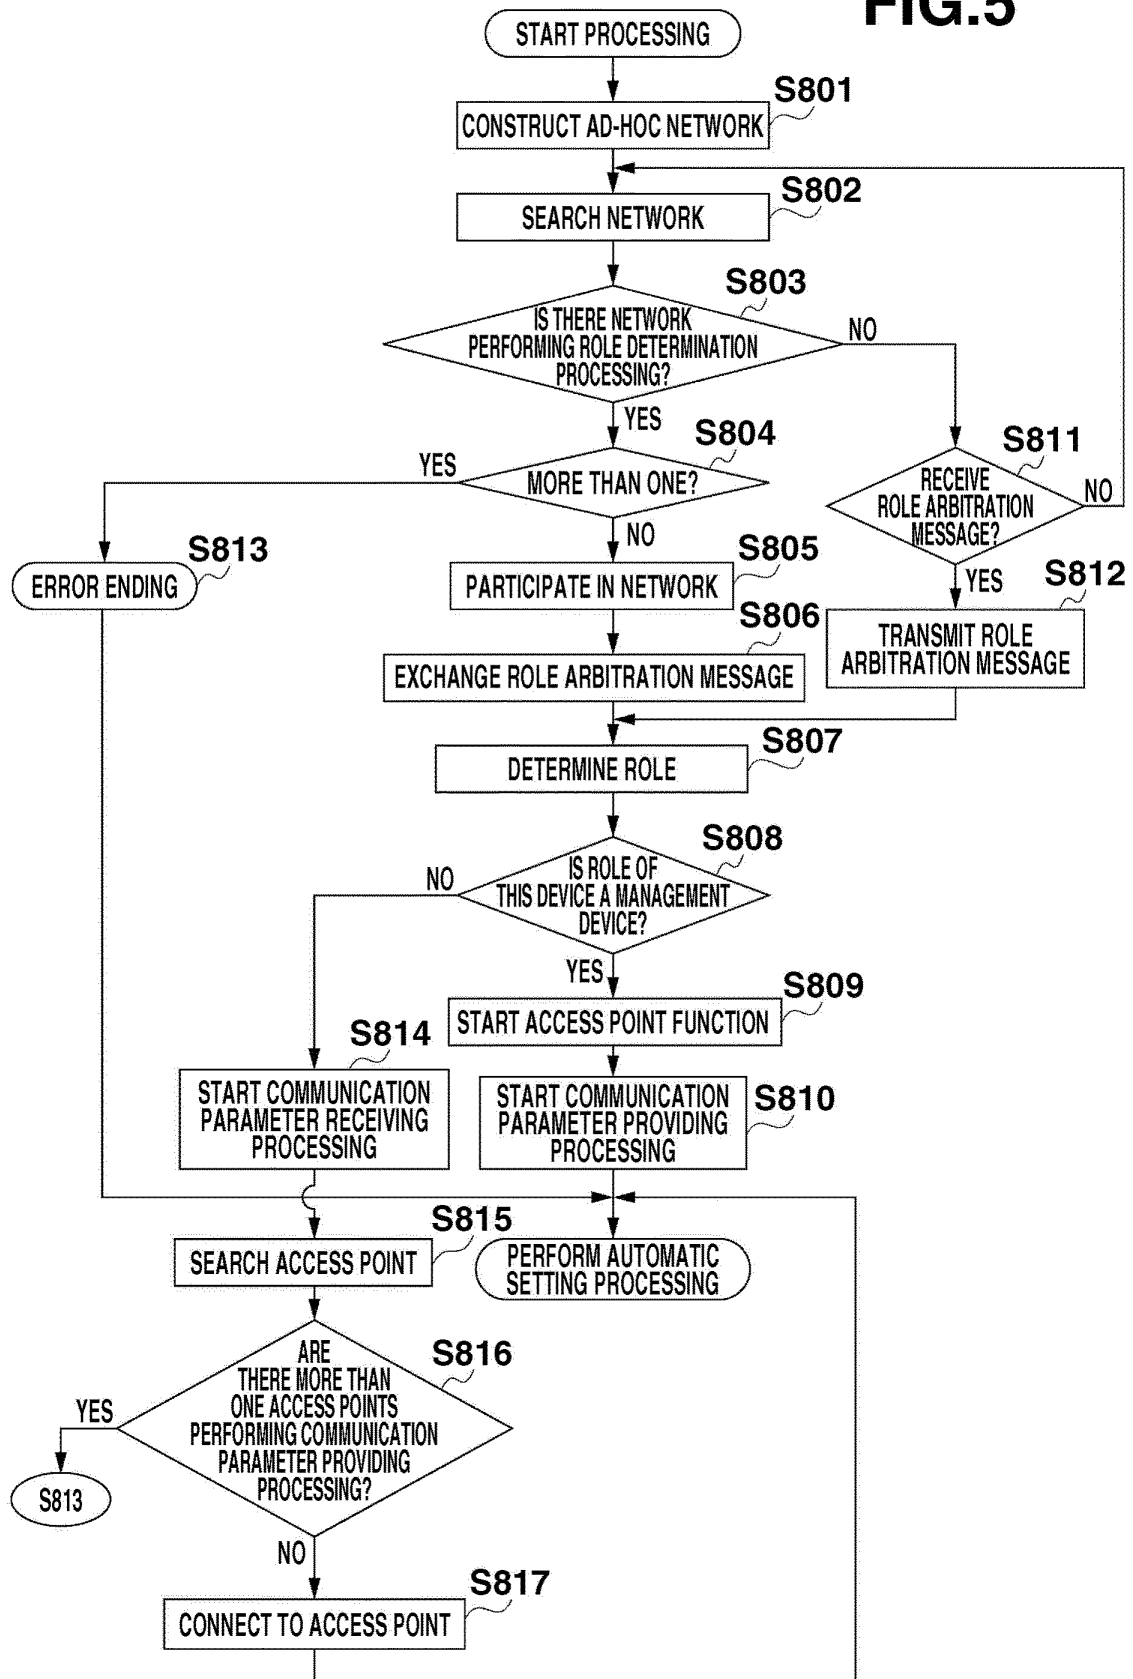 FIG.5
START PROCESSING
S801
CONSTRUCT AD-HOC NETWORK
S802
SEARCH NETWORK
S803
IS THERE NETWORK
PERFORMING ROLE DETERMINATION
PROCESSING?
NO
YES
S804
YES
MORE THAN ONE?
NO
S811
RECEIVE
ROLE ARBITRATION
MESSAGE?
NO
YES
S813
ERROR ENDING
S805
PARTICIPATE IN NETWORK
S812
TRANSMIT ROLE
ARBITRATION MESSAGE
S806
EXCHANGE ROLE ARBITRATION MESSAGE
S807
DETERMINE ROLE
S808
IS ROLE OF
THIS DEVICE A MANAGEMENT
DEVICE?
NO
YES
S809
START ACCESS POINT FUNCTION
S814
START COMMUNICATION
PARAMETER RECEIVING
PROCESSING
S810
START COMMUNICATION
PARAMETER PROVIDING
PROCESSING
S815
SEARCH ACCESS POINT
PERFORM AUTOMATIC
SETTING PROCESSING
S816
ARE
THERE MORE THAN
ONE ACCESS POINTS
PERFORMING COMMUNICATION
PARAMETER PROVIDING
PROCESSING?
YES
S813
NO
S817
CONNECT TO ACCESS POINT